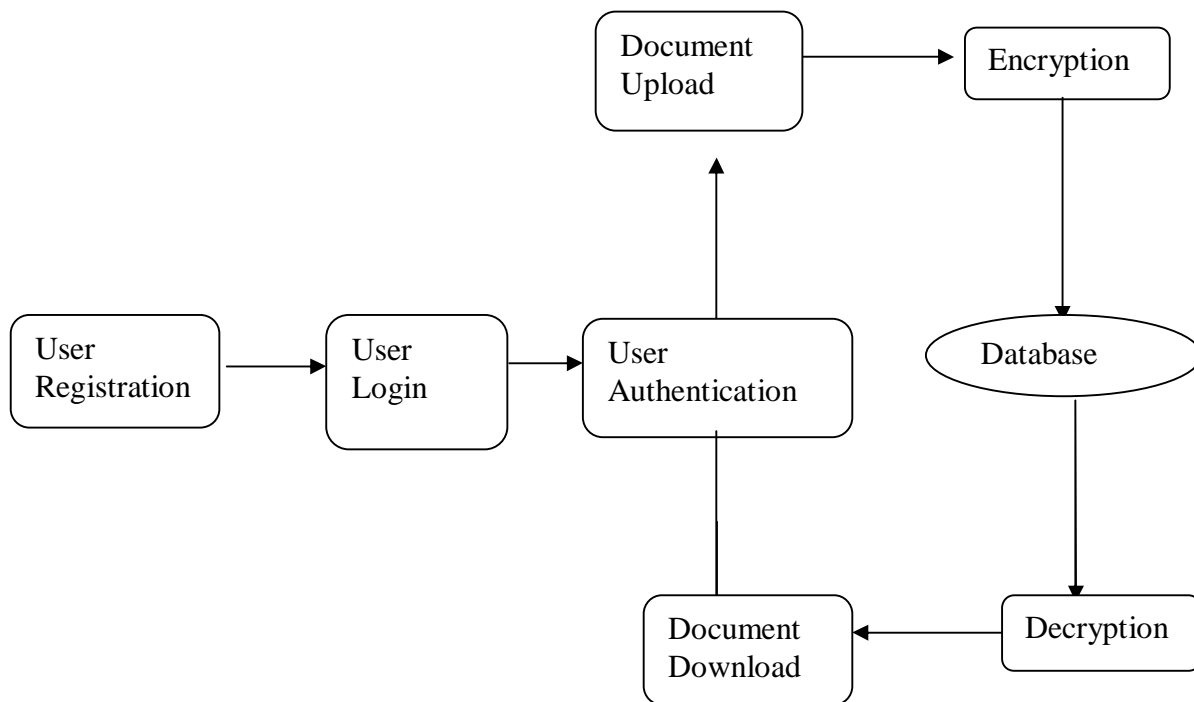 Document
Upload
Encryption
User
Registration
User
Login
User
Authentication
Database
Document
Download
Decryption